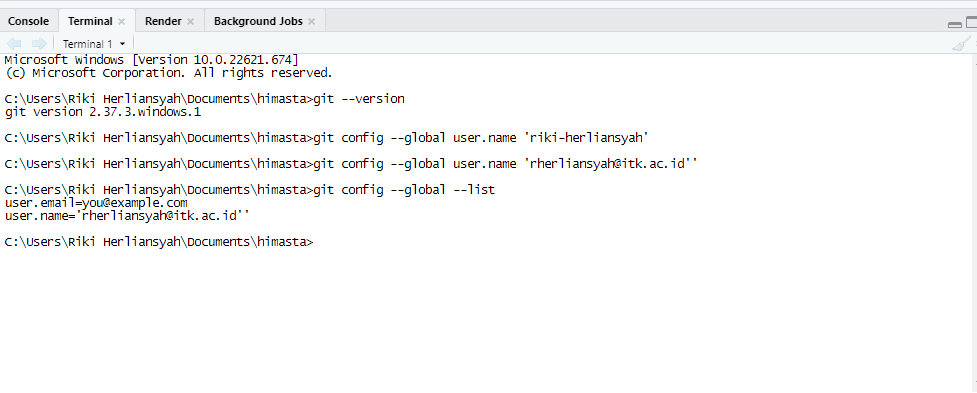 Console Terminal Render Background Jobs
Terminal 1
Microsoft Windows [Version 10.0.22621.674]
(c) Microsoft Corporation. All rights reserved.
C:\Users\Riki Herliansyah\Documents\himasta>git --version
git version 2.37.3.windows.1
C:\Users\Riki Herliansyah\Documents\himasta>git config --global user.name 'riki-herliansyah'
C:\Users\Riki Herliansyah\Documents\himasta>git config --global user.name 'rherliansyah@itk.ac.id''
C:\Users\Riki Herliansyah\Documents\himasta>git config --global --list
user.email=you@example.com
user.name='rherliansyah@itk.ac.id''
C:\Users\Riki Herliansyah\Documents\himasta>